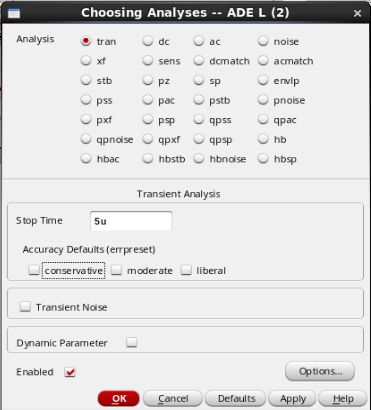 Choosing Analyses -- ADE L (2)
Analysis tran dc ac noise
xf sens dcmatch acmatch
stb pz sp envlp
pss pac pstb pnoise
pxf psp qpss qpac
qpnoise qpxf qpsp hb
hbac hbstb hbnoise hbsp
Transient Analysis
Stop Time 5u
Accuracy Defaults (errpreset)
conservative moderate liberal
Transient Noise
Dynamic Parameter
Enabled Options...
OK Cancel Defaults Apply Help